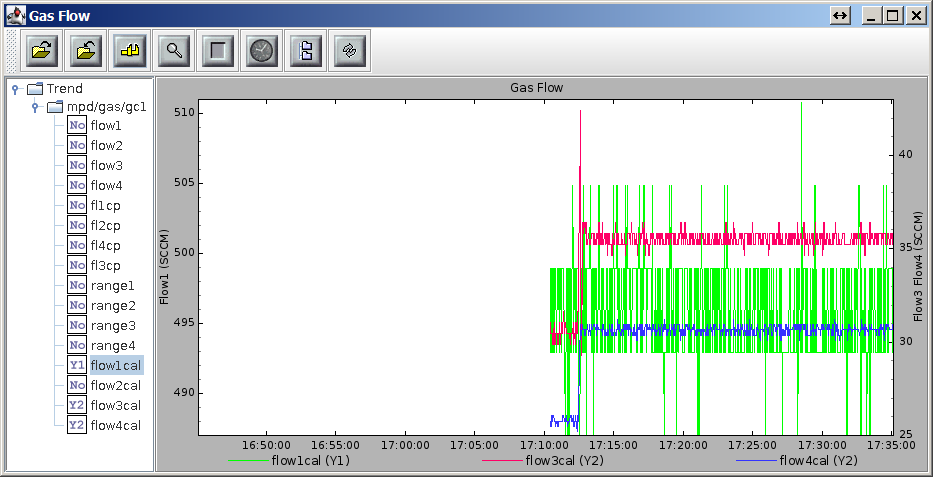 Gas Flow
Trend
mpd/gas/gc1
No flow1
No flow2
No flow3
No flow4
No fl1cp
No fl2cp
No fl4cp
No fl3cp
No range1
No range2
No range3
No range4
Y1 flow1cal
No flow2cal
Y2 flow3cal
Y2 flow4cal
Gas Flow
Flow1 (SCCM)
510
505
500
495
490
40
35
30
25
Flow3 Flow4 (SCCM)
16:50:00 16:55:00 17:00:00 17:05:00 17:10:00 17:15:00 17:20:00 17:25:00 17:30:00 17:35:00
flow1cal (Y1) flow3cal (Y2) flow4cal (Y2)